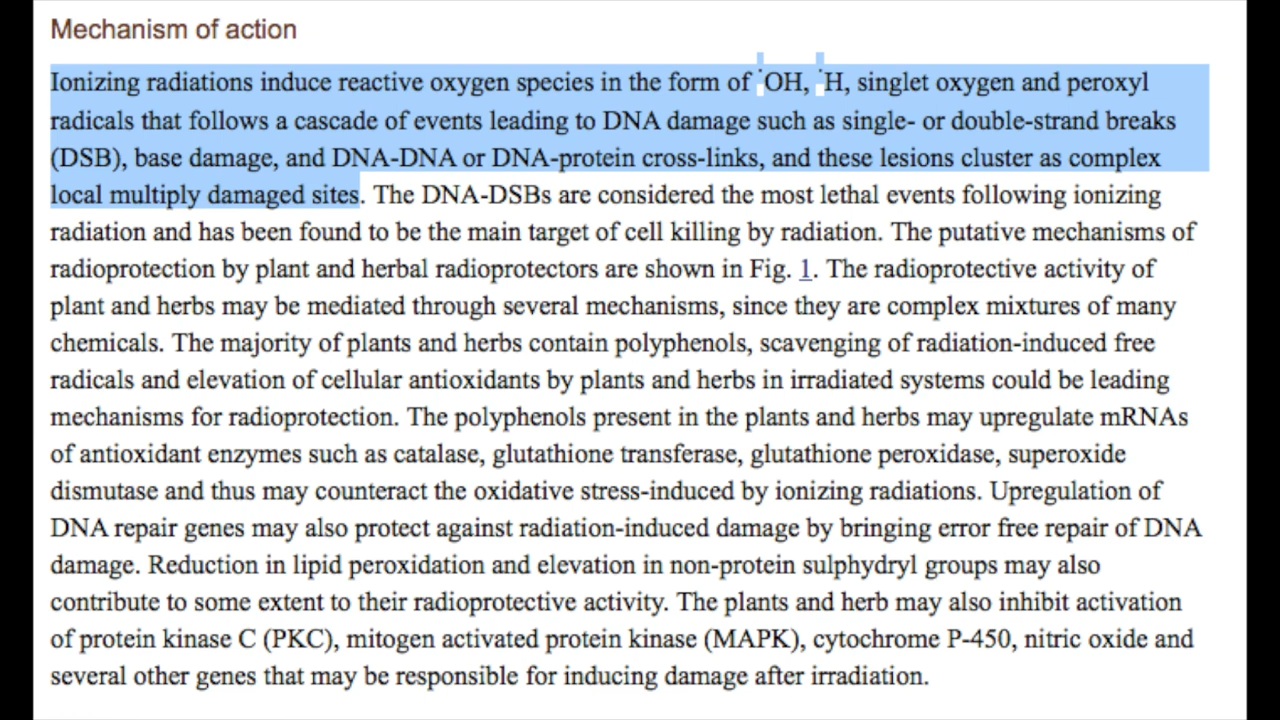 Mechanism of action
Ionizing radiations induce reactive oxygen species in the form of ˙OH, ˙H, singlet oxygen and peroxyl
radicals that follows a cascade of events leading to DNA damage such as single- or double-strand breaks
(DSB), base damage, and DNA-DNA or DNA-protein cross-links, and these lesions cluster as complex
local multiply damaged sites. The DNA-DSBs are considered the most lethal events following ionizing
radiation and has been found to be the main target of cell killing by radiation. The putative mechanisms of
radioprotection by plant and herbal radioprotectors are shown in Fig. 1. The radioprotective activity of
plant and herbs may be mediated through several mechanisms, since they are complex mixtures of many
chemicals. The majority of plants and herbs contain polyphenols, scavenging of radiation-induced free
radicals and elevation of cellular antioxidants by plants and herbs in irradiated systems could be leading
mechanisms for radioprotection. The polyphenols present in the plants and herbs may upregulate mRNAs
of antioxidant enzymes such as catalase, glutathione transferase, glutathione peroxidase, superoxide
dismutase and thus may counteract the oxidative stress-induced by ionizing radiations. Upregulation of
DNA repair genes may also protect against radiation-induced damage by bringing error free repair of DNA
damage. Reduction in lipid peroxidation and elevation in non-protein sulphydryl groups may also
contribute to some extent to their radioprotective activity. The plants and herb may also inhibit activation
of protein kinase C (PKC), mitogen activated protein kinase (MAPK), cytochrome P-450, nitric oxide and
several other genes that may be responsible for inducing damage after irradiation.